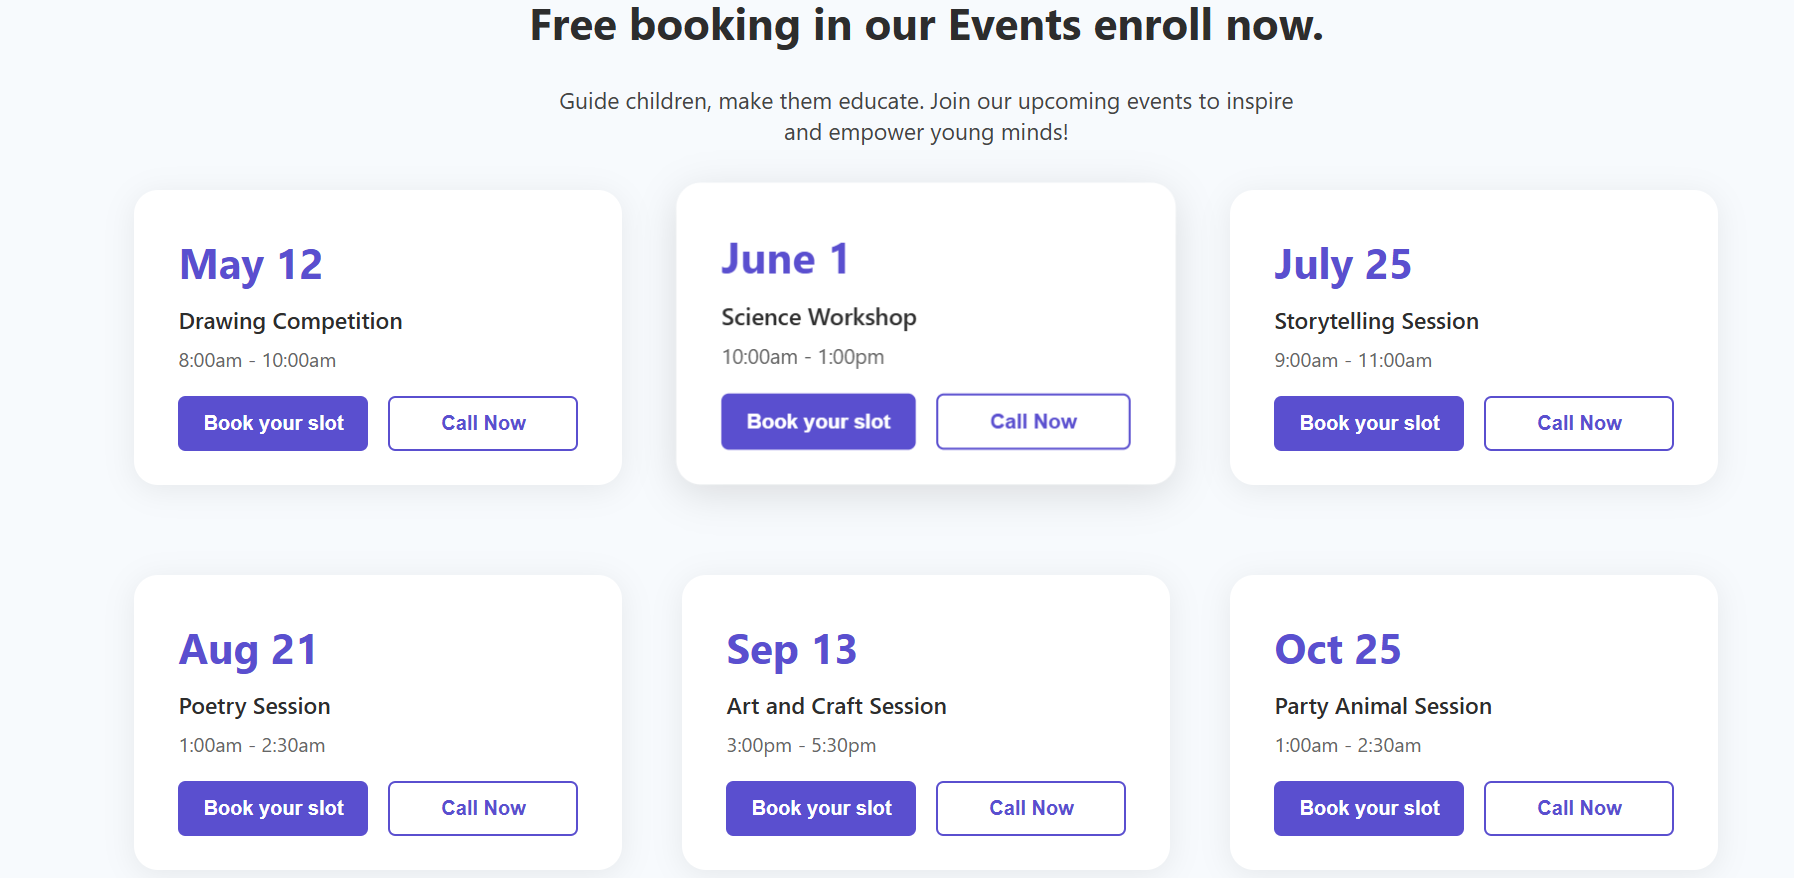 Free booking in our Events enroll now.
Guide children, make them educate. Join our upcoming events to inspire
and empower young minds!
May 12
Drawing Competition
8:00am - 10:00am
Book your slot
Call Now
June 1
Science Workshop
10:00am - 1:00pm
Book your slot
Call Now
July 25
Storytelling Session
9:00am - 11:00am
Book your slot
Call Now
Aug 21
Poetry Session
1:00am - 2:30am
Book your slot
Call Now
Sep 13
Art and Craft Session
3:00pm - 5:30pm
Book your slot
Call Now
Oct 25
Party Animal Session
1:00am - 2:30am
Book your slot
Call Now